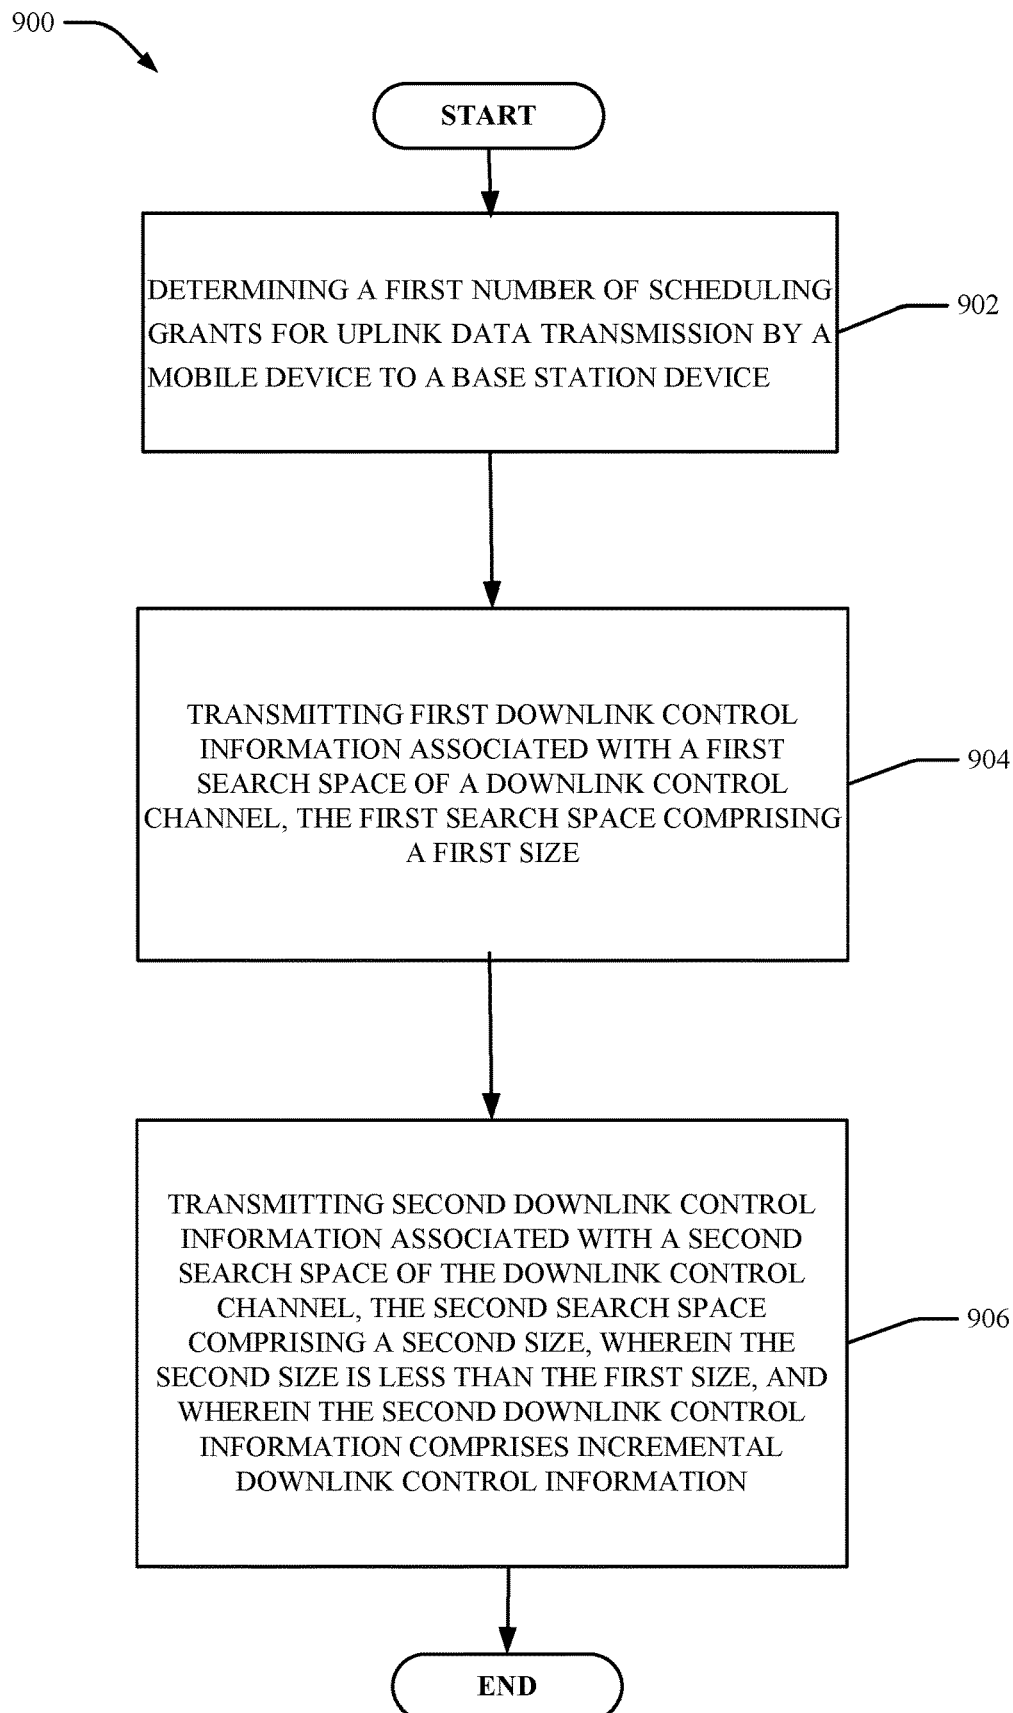 900
START
DETERMINING A FIRST NUMBER OF SCHEDULING
GRANTS FOR UPLINK DATA TRANSMISSION BY A
MOBILE DEVICE TO A BASE STATION DEVICE
902
TRANSMITTING FIRST DOWNLINK CONTROL
INFORMATION ASSOCIATED WITH A FIRST
SEARCH SPACE OF A DOWNLINK CONTROL
CHANNEL, THE FIRST SEARCH SPACE COMPRISING
A FIRST SIZE
904
TRANSMITTING SECOND DOWNLINK CONTROL
INFORMATION ASSOCIATED WITH A SECOND
SEARCH SPACE OF THE DOWNLINK CONTROL
CHANNEL, THE SECOND SEARCH SPACE
COMPRISING A SECOND SIZE, WHEREIN THE
SECOND SIZE IS LESS THAN THE FIRST SIZE, AND
WHEREIN THE SECOND DOWNLINK CONTROL
INFORMATION COMPRISES INCREMENTAL
DOWNLINK CONTROL INFORMATION
906
END